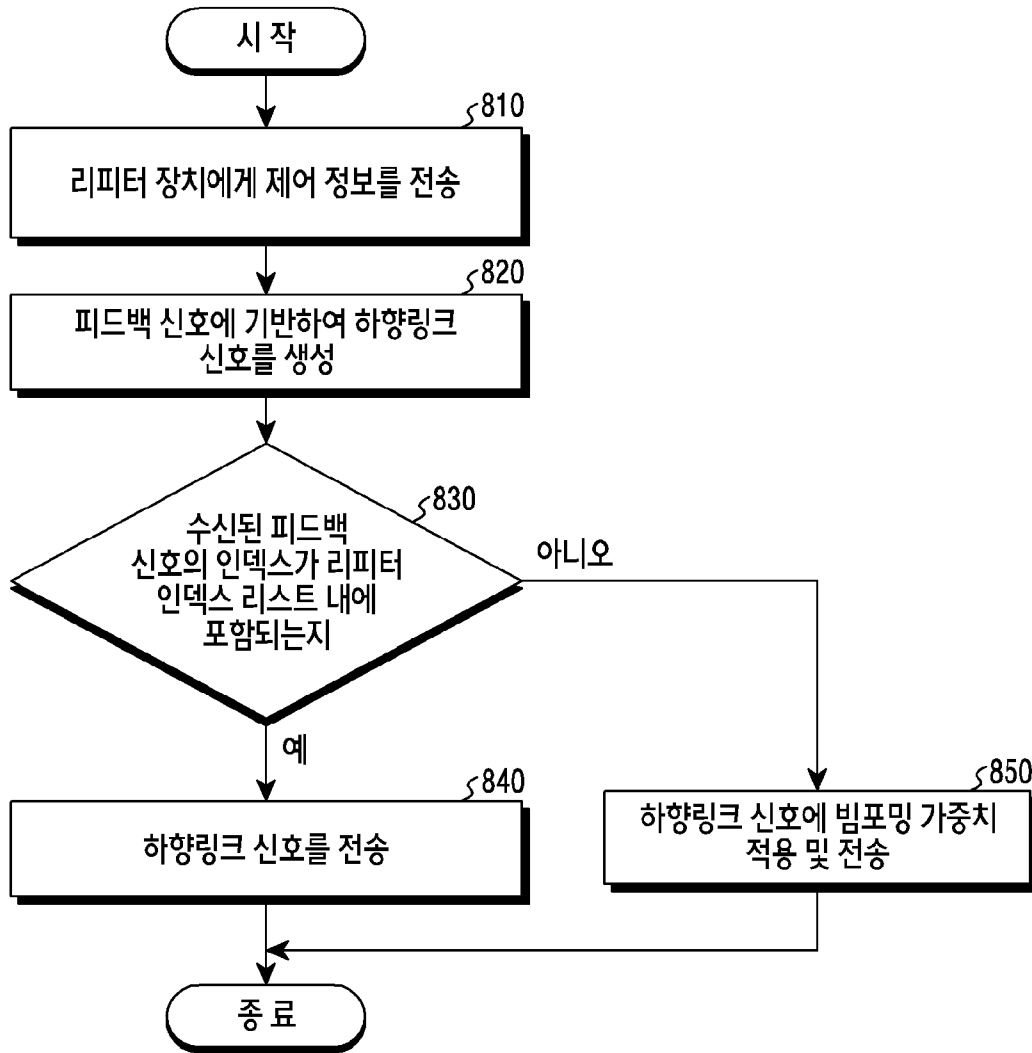 시 작
810
리피터 장치에게 제어 정보를 전송
820
피드백 신호에 기반하여 하향링크
신호를 생성
830
수신된 피드백
신호의 인덱스가 리피터
인덱스 리스트 내에
포함되는지
아니오
예
840
하향링크 신호를 전송
850
하향링크 신호에 빔포밍 가중치
적용 및 전송
종 료